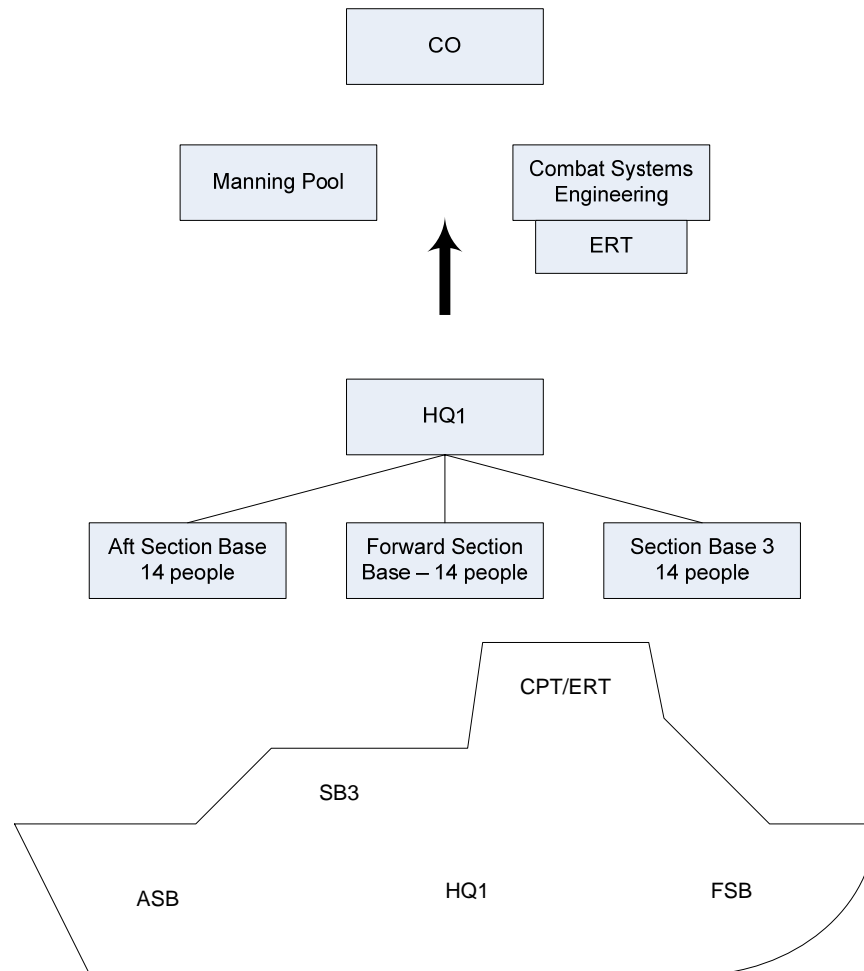 CO
Manning Pool
Combat Systems
Engineering
ERT
HQ1
Aft Section Base
14 people
Forward Section
Base – 14 people
Section Base 3
14 people
CPT/ERT
SB3
ASB
HQ1
FSB